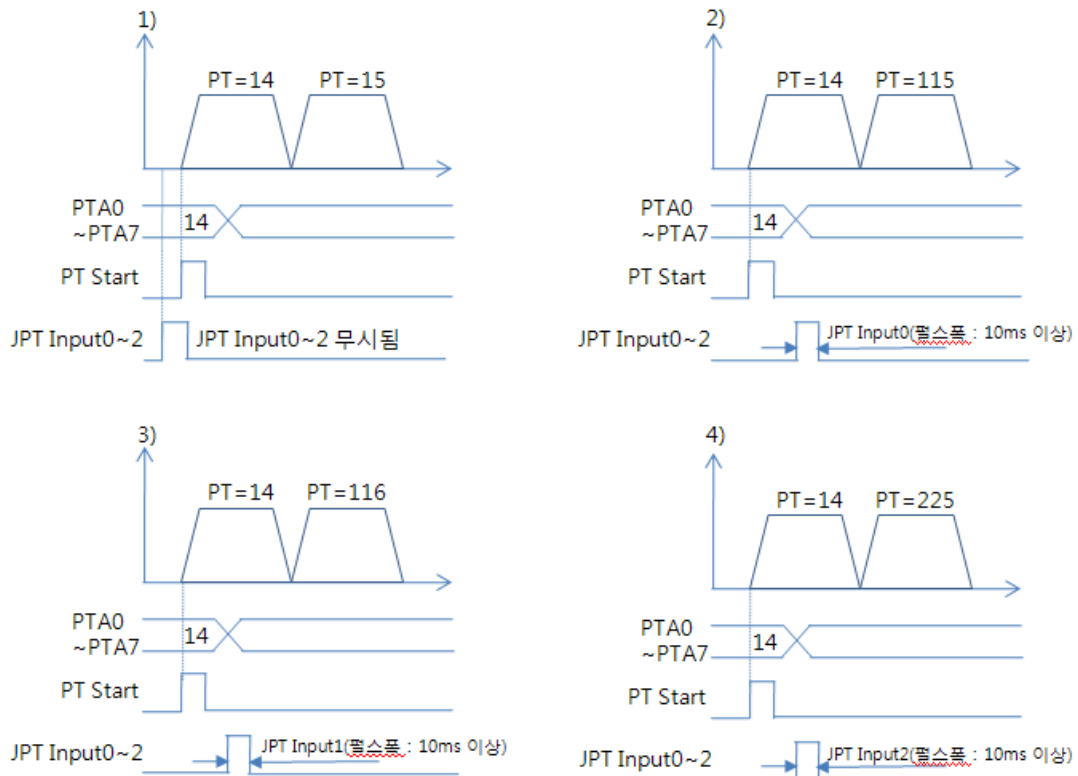 1)
PT=14 PT=15
PTA0
~PTA7
14
PT Start
JPT Input0~2
JPT Input0~2 무시됨
2)
PT=14 PT=115
PTA0
~PTA7
14
PT Start
JPT Input0~2
JPT Input0(펄스폭 : 10ms 이상)
3)
PT=14 PT=116
PTA0
~PTA7
14
PT Start
JPT Input0~2
JPT Input1(펄스폭 : 10ms 이상)
4)
PT=14 PT=225
PTA0
~PTA7
14
PT Start
JPT Input0~2
JPT Input2(펄스폭 : 10ms 이상)